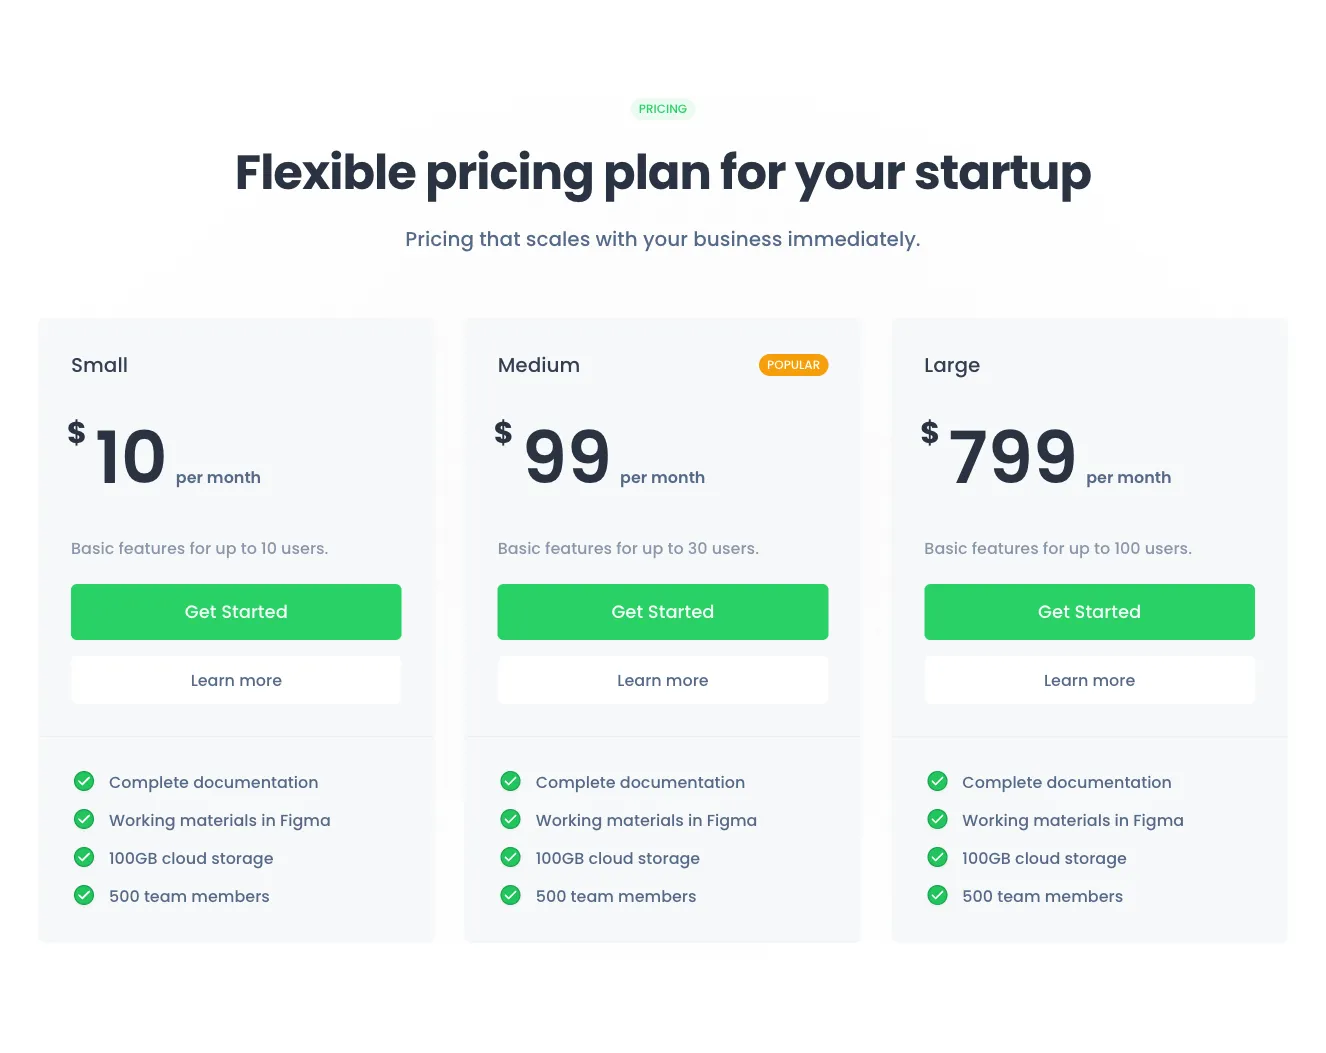 PRICING
Flexible pricing plan for your startup
Pricing that scales with your business immediately.
Small
$ 10 per month
Basic features for up to 10 users.
Get Started
Learn more
Complete documentation
Working materials in Figma
100GB cloud storage
500 team members
Medium
POPULAR
$ 99 per month
Basic features for up to 30 users.
Get Started
Learn more
Complete documentation
Working materials in Figma
100GB cloud storage
500 team members
Large
$ 799 per month
Basic features for up to 100 users.
Get Started
Learn more
Complete documentation
Working materials in Figma
100GB cloud storage
500 team members